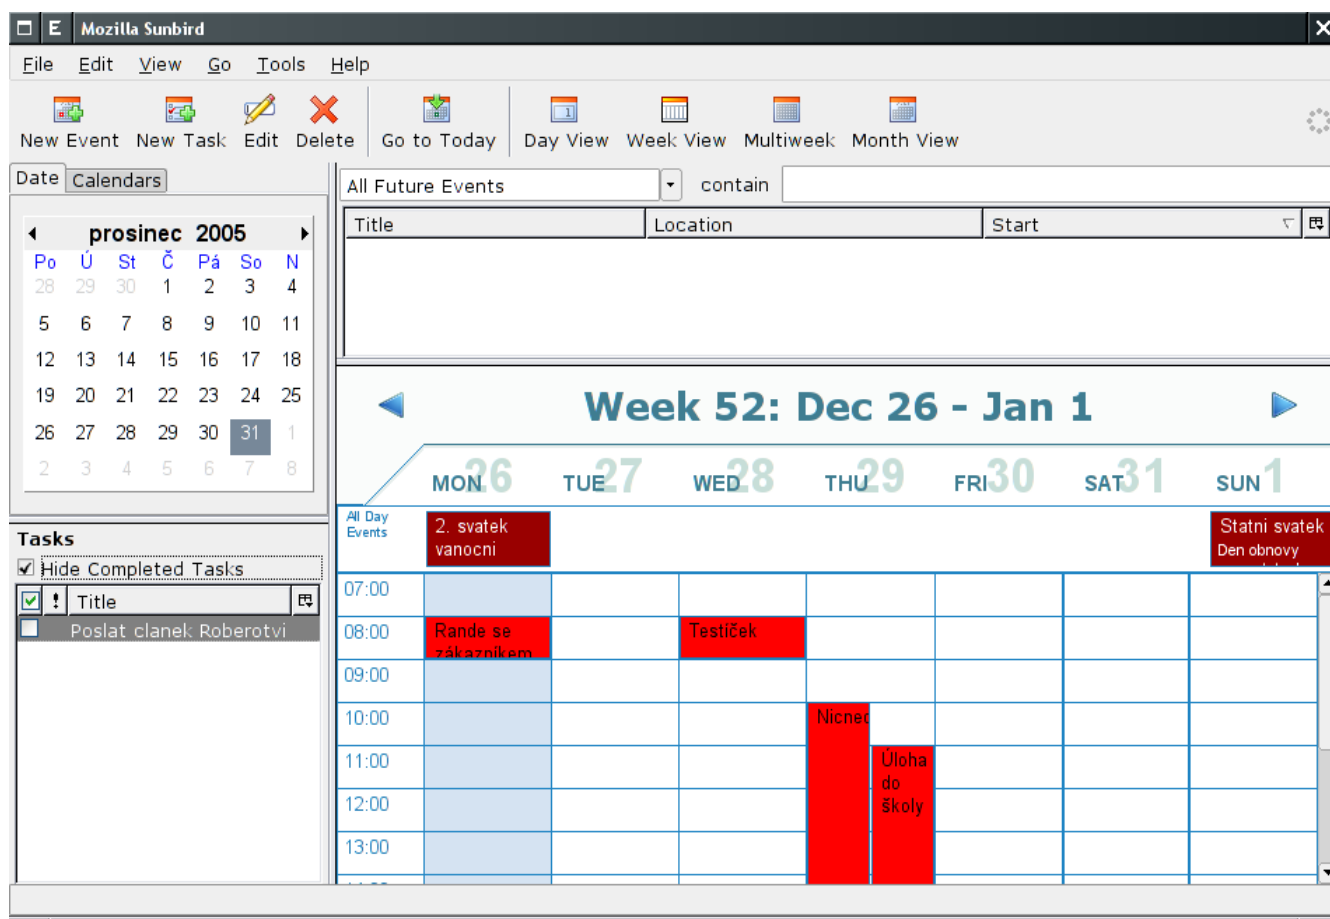 E Mozilla Sunbird
File Edit View Go Tools Help
New Event New Task Edit Delete Go to Today Day View Week View Multiweek Month View
Date Calendars
All Future Events contain
Title Location Start
prosinec 2005
Po Ú St Č Pá So N
28 29 30 1 2 3 4
5 6 7 8 9 10 11
12 13 14 15 16 17 18
19 20 21 22 23 24 25
26 27 28 29 30 31 1
2 3 4 5 6 7 8
Tasks
Hide Completed Tasks
! Title
Poslat clanek Roberotvi
Week 52: Dec 26 - Jan 1
MON 26 TUE 27 WED 28 THU 29 FRI 30 SAT 31 SUN 1
All Day
Events
2. svatek
vanocni
Statni svatek
Den obnovy
07:00
08:00
Rande se
zákazníkem
Testíček
09:00
10:00
Nicned
11:00
Úloha
do
školy
12:00
13:00